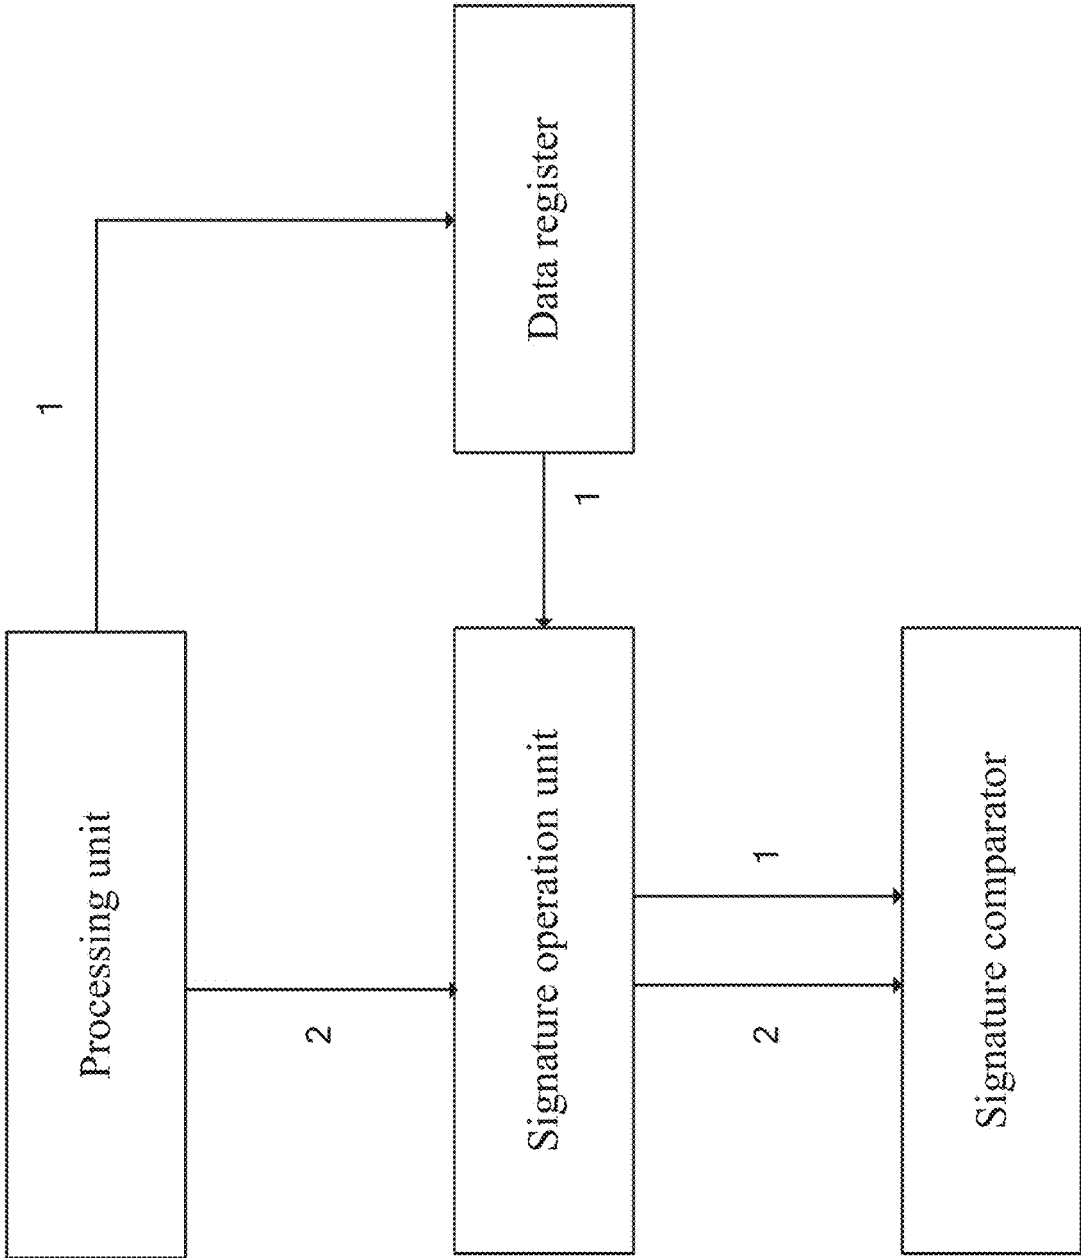 1
Processing unit
2
Signature operation unit
Data register
1
2
1
Signature comparator